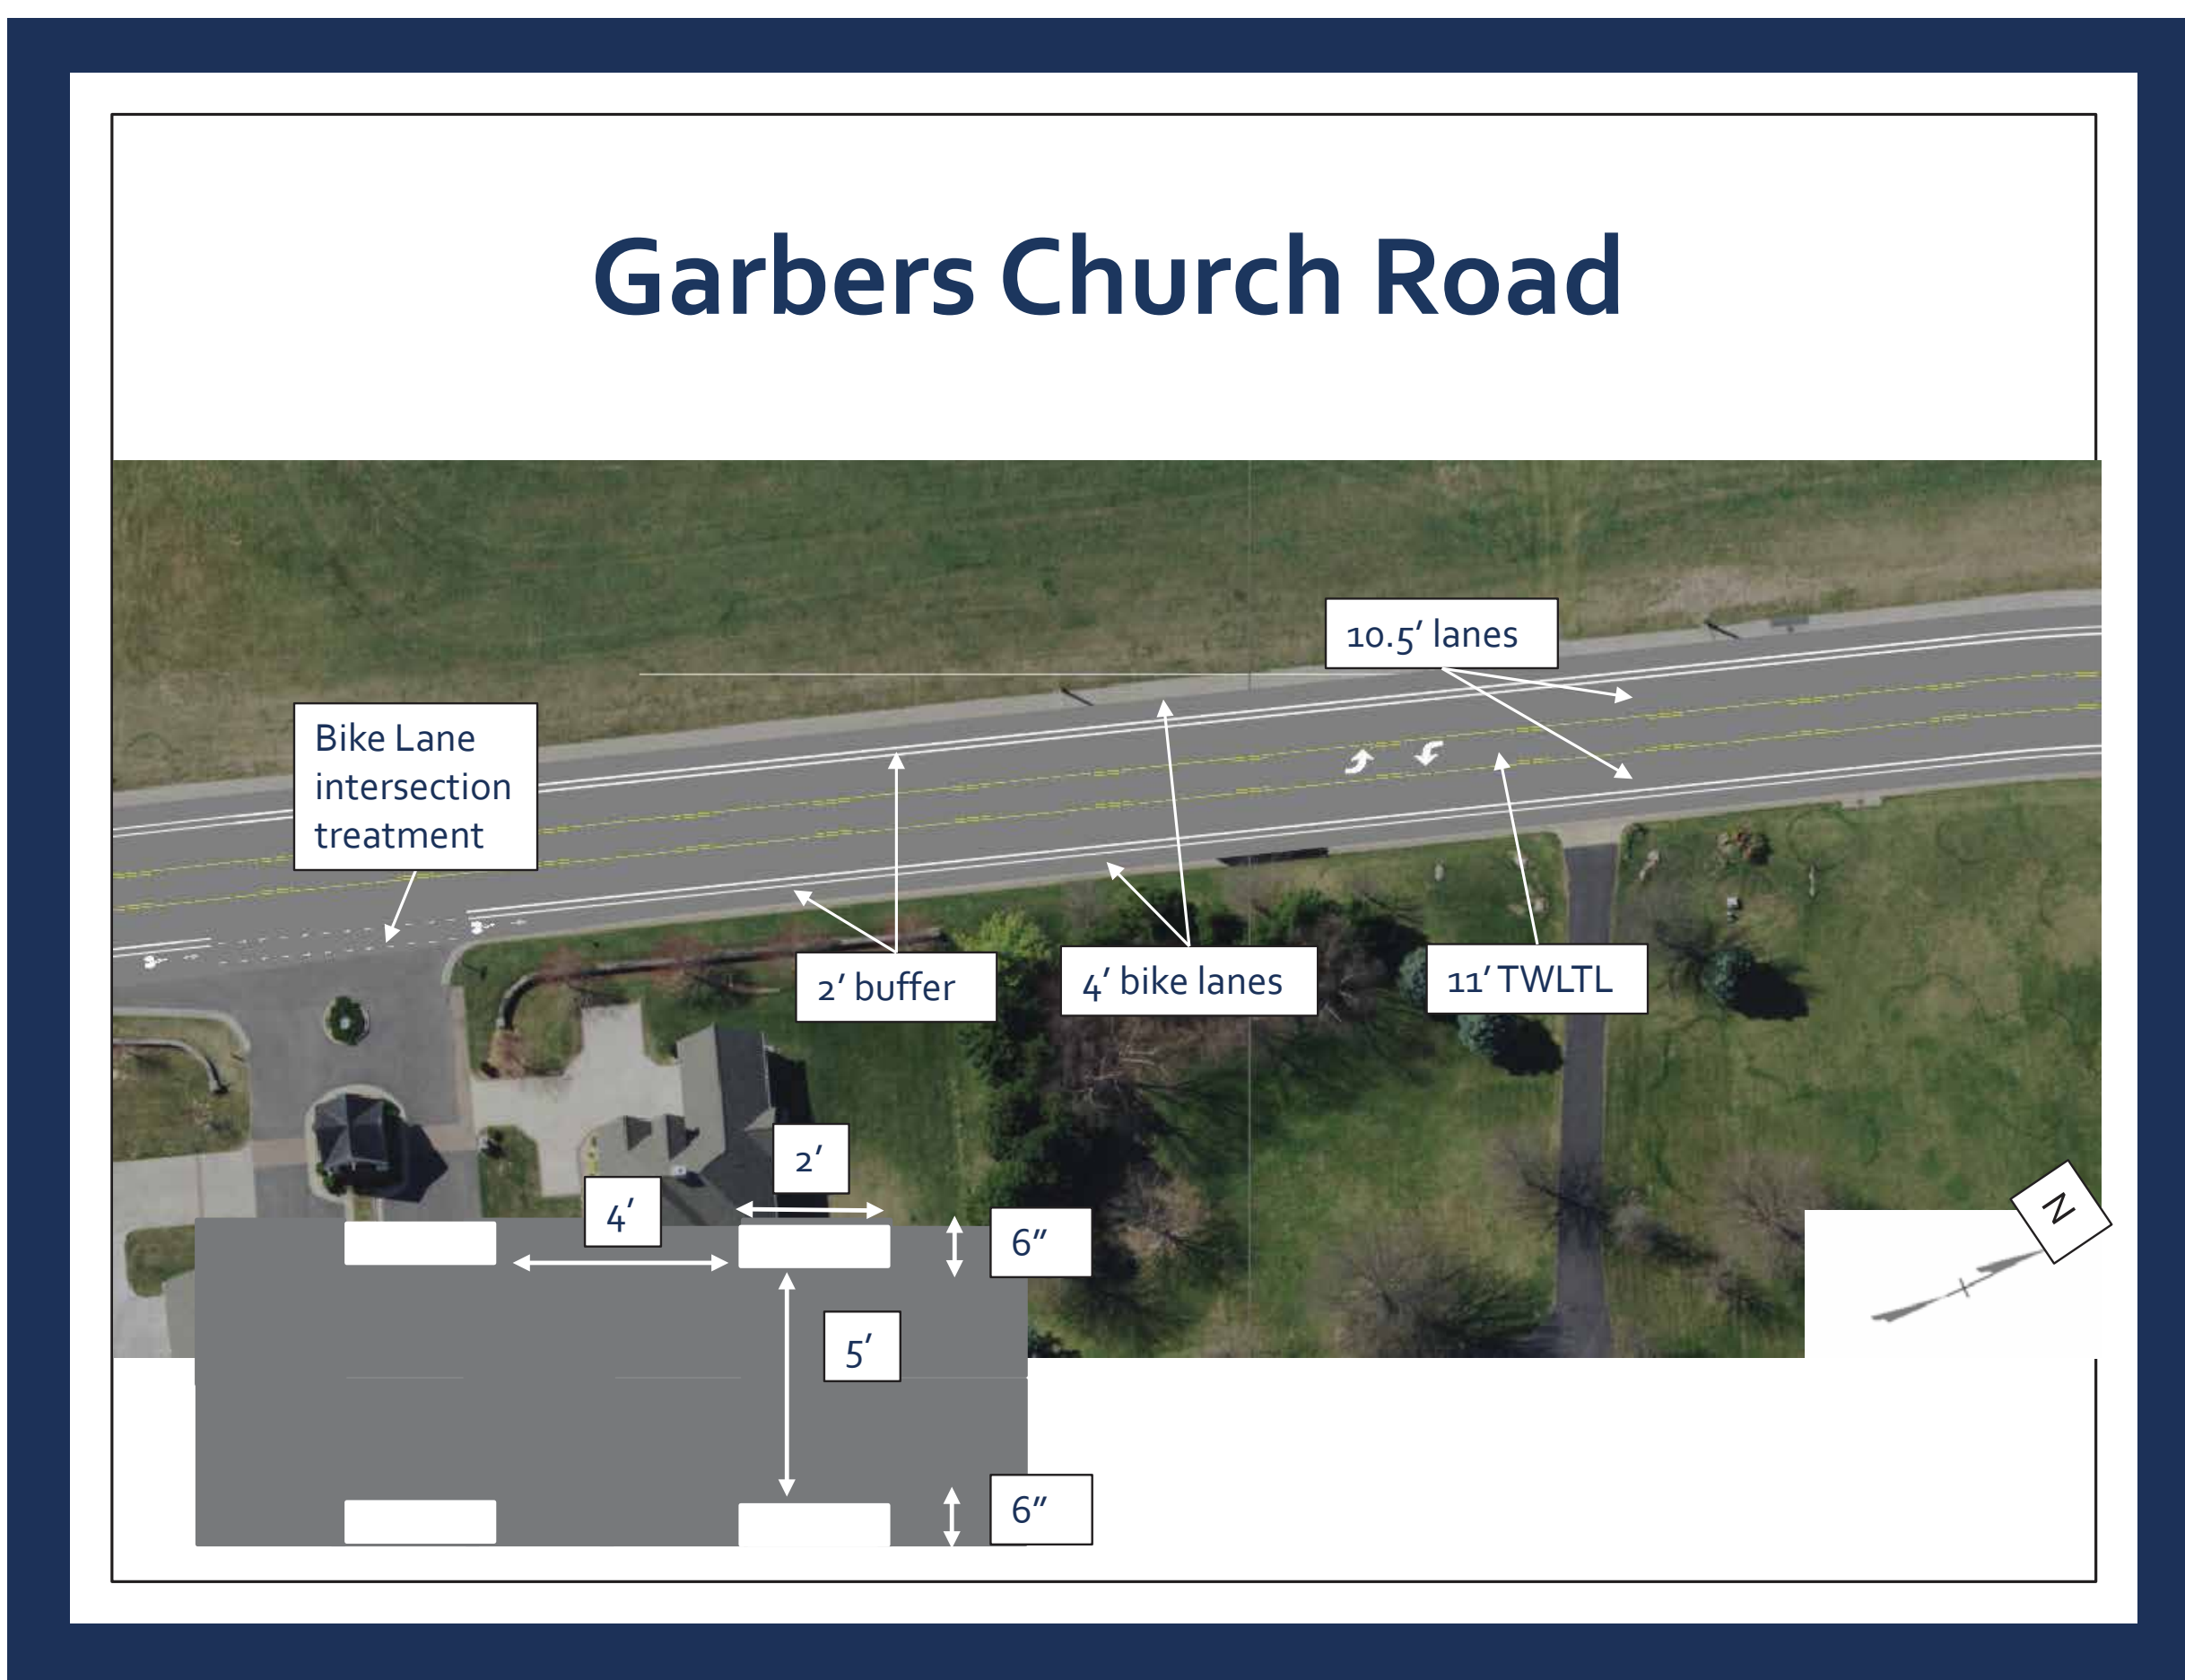 Garbers Church Road
10.5’ lanes
Bike Lane
intersection
treatment
2’ buffer
4’ bike lanes
11’ TWLTL
2’
4’
6”
5’
6”
N